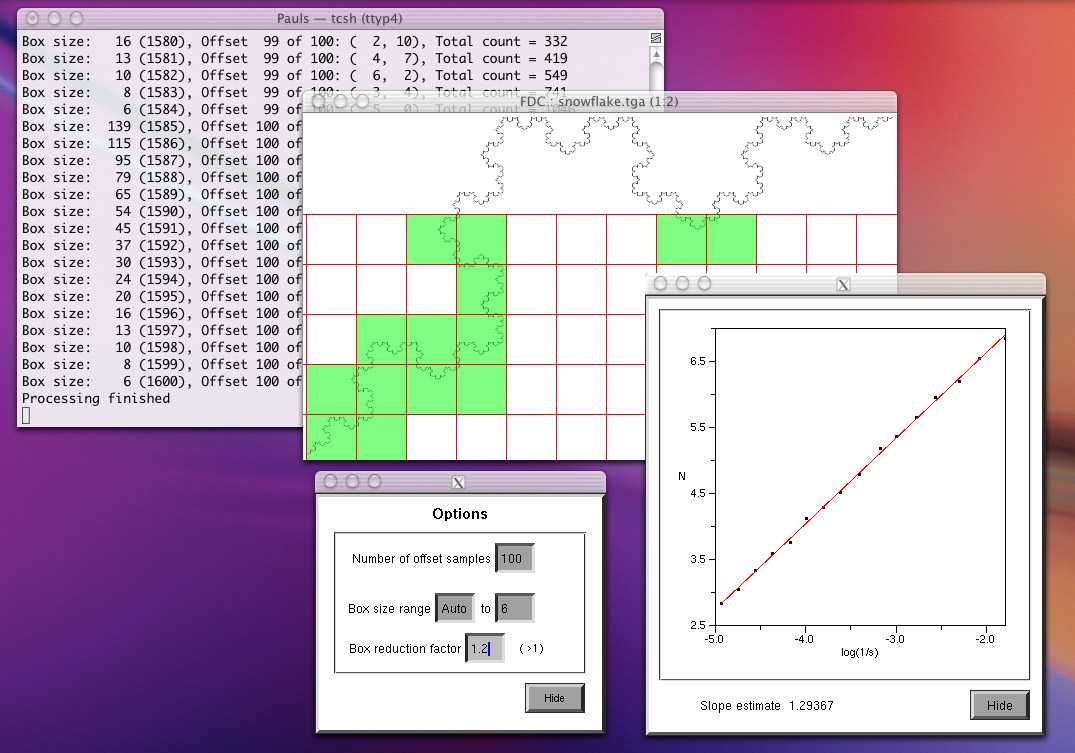 Pauls — tcsh (ttyp4)
Box size:   16 (1580), Offset  99 of 100: (  2, 10), Total count = 332
Box size:   13 (1581), Offset  99 of 100: (  4,  7), Total count = 419
Box size:   10 (1582), Offset  99 of 100: (  6,  2), Total count = 549
Box size:    8 (1583), Offset  99 of 100: (  3,  4), Total count = 741
Box size:    6 (1584), Offset  99 of 100: (  5,  0), Total count =
Box size:  139 (1585), Offset 100 of
Box size:  115 (1586), Offset 100 of
Box size:   95 (1587), Offset 100 of
Box size:   79 (1588), Offset 100 of
Box size:   65 (1589), Offset 100 of
Box size:   54 (1590), Offset 100 of
Box size:   45 (1591), Offset 100 of
Box size:   37 (1592), Offset 100 of
Box size:   30 (1593), Offset 100 of
Box size:   24 (1594), Offset 100 of
Box size:   20 (1595), Offset 100 of
Box size:   16 (1596), Offset 100 of
Box size:   13 (1597), Offset 100 of
Box size:   10 (1598), Offset 100 of
Box size:    8 (1599), Offset 100 of
Box size:    6 (1600), Offset 100 of
Processing finished
FDC : snowflake.tga (1:2)
X
Options
Number of offset samples 100
Box size range Auto to 6
Box reduction factor 1.2 (>1)
Hide
X
6.5
5.5
N
4.5
3.5
2.5
-5.0 -4.0 -3.0 -2.0
log(1/s)
Slope estimate 1.29367
Hide